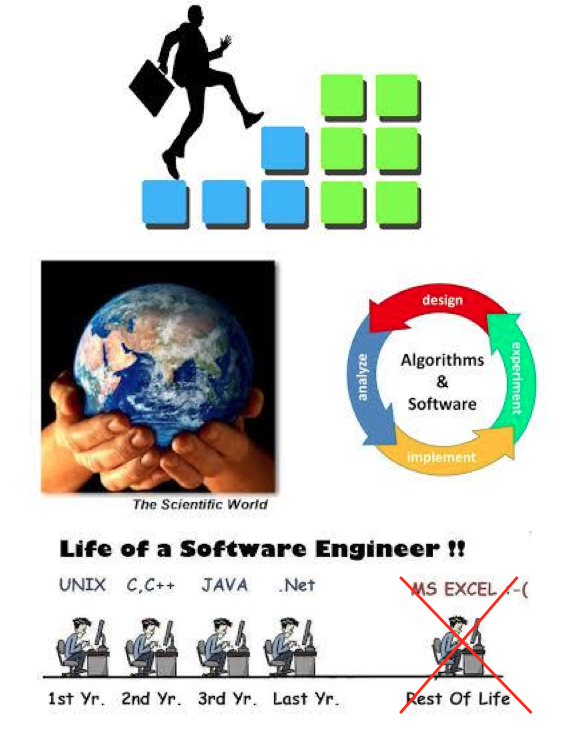 design
analyze
Algorithms
&
Software
experiment
implement
The Scientific World
Life of a Software Engineer !!
UNIX C,C++ JAVA .Net MS EXCEL :-(
1st Yr. 2nd Yr. 3rd Yr. Last Yr. Rest Of Life